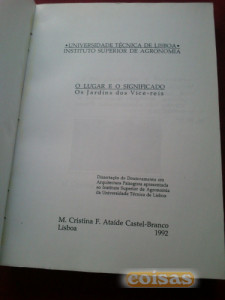 • UNIVERSIDADE TÉCNICA DE LISBOA •
INSTITUTO SUPERIOR DE AGRONOMIA
O LUGAR E O SIGNIFICADO
Os Jardins dos Vice-reis
Dissertação de Doutoramento em
Arquitectura Paisagista apresentada
ao Instituto Superior de Agronomia
da Universidade Técnica de Lisboa
M. Cristina F. Ataíde Castel-Branco
Lisboa 1992
coisas